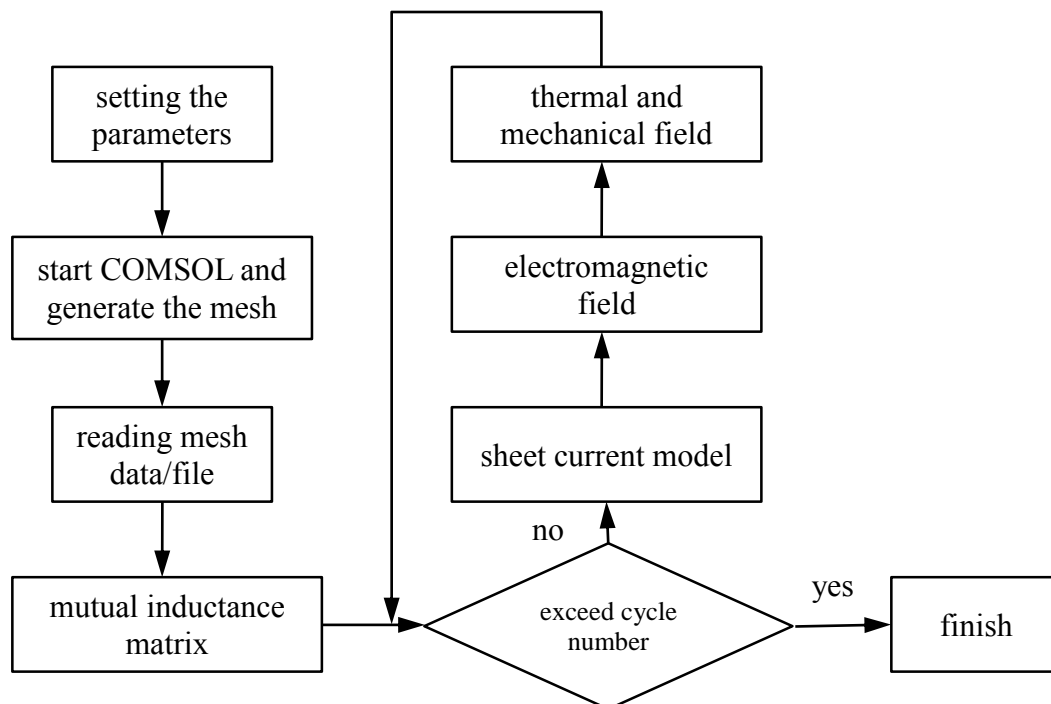 setting the
parameters
start COMSOL and
generate the mesh
reading mesh
data/file
mutual inductance
matrix
thermal and
mechanical field
electromagnetic
field
sheet current model
no
exceed cycle
number
yes
finish